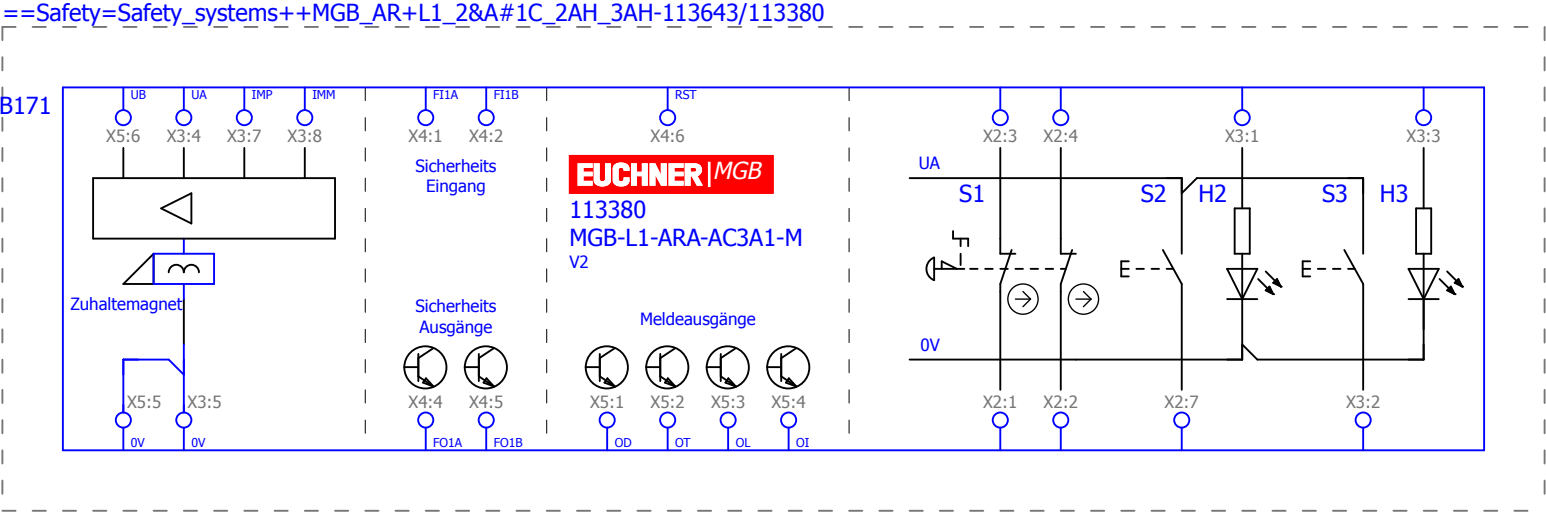 ==Safety=Safety_systems++MGB_AR+L1_2&A#1C_2AH_3AH-113643/113380
B171
UB UA IMP IMM FI1A FI1B RST
X5:6 X3:4 X3:7 X3:8 X4:1 X4:2 X4:6 X2:3 X2:4 X3:1 X3:3
Sicherheits
Eingang
EUCHNER|MGB
113380
MGB-L1-ARA-AC3A1-M
V2
UA
S1 S2 H2 S3 H3
Zuhaltemagnet
Sicherheits
Ausgänge
Meldeausgänge
0V
X5:5 X3:5 X4:4 X4:5 X5:1 X5:2 X5:3 X5:4 X2:1 X2:2 X2:7 X3:2
0V 0V FO1A FO1B OD OT OL OI